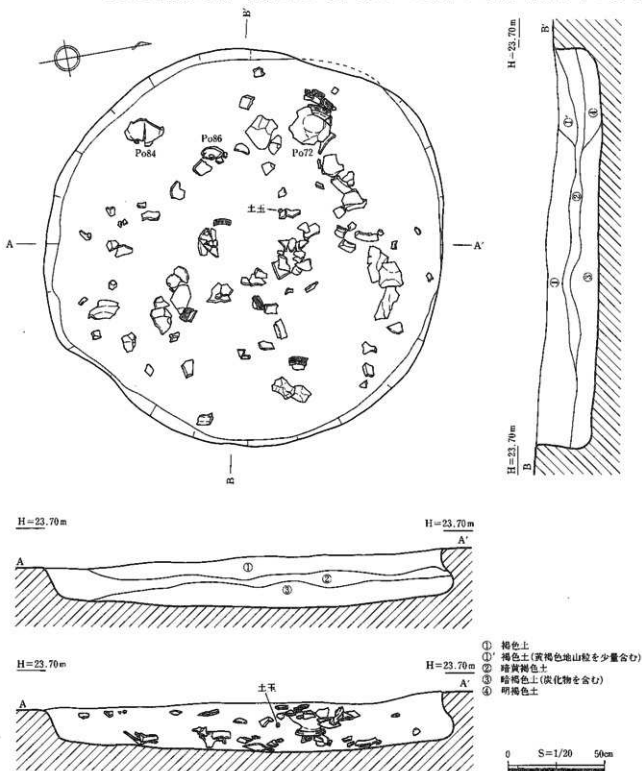 B'
Po84
Po86
Po72
土玉
A
A'
B
B'
H=23.70m
①'
④
②
①
③
H=23.70m
B
H=23.70m
H=23.70m
A
A'
①
②
③
H=23.70m
A
A'
土玉
① 褐色土
①' 褐色土(黄褐色地山粒を少量含む)
② 暗黄褐色土
③ 暗褐色土(炭化物を含む)
④ 明褐色土
0 S=1/20 50cm